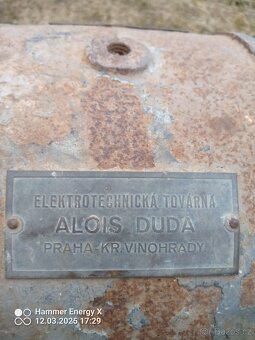 ELEKTROTECHNICKÁ TOVÁRNA
ALOIS DUDA
PRAHA-KR.VINOHRADY.
Hammer Energy X
12.03.2025 17:29